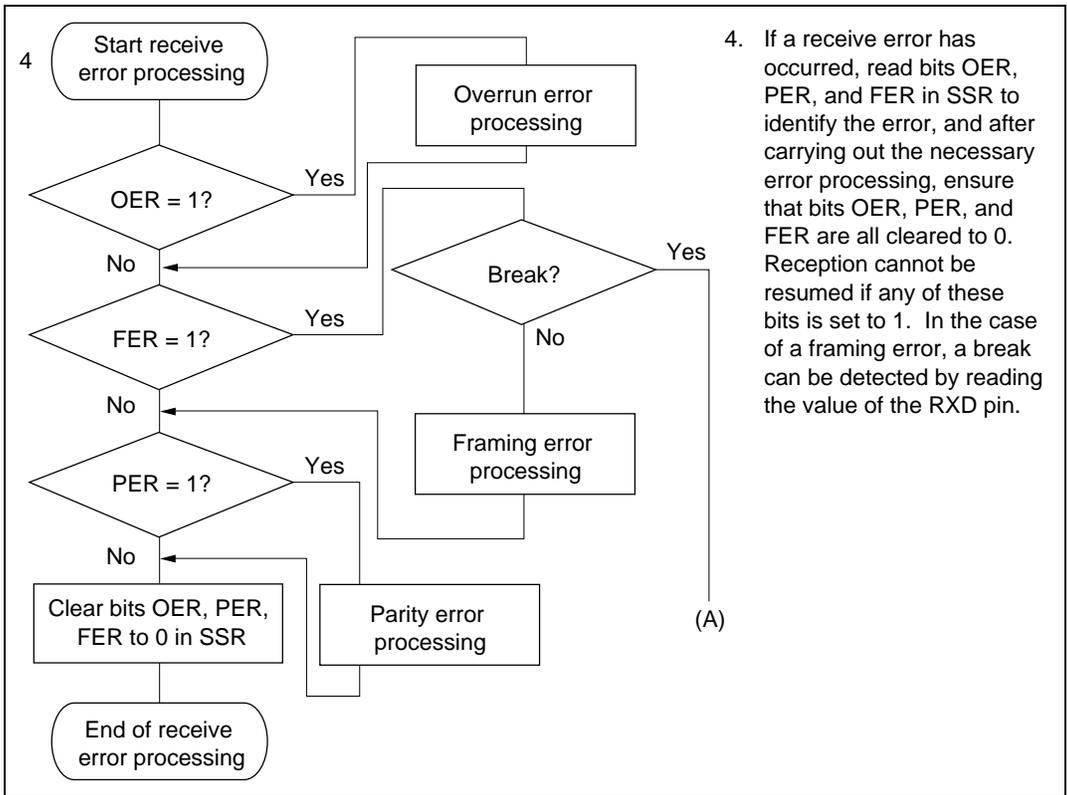 4
Start receive
error processing
Overrun error
processing
OER = 1?
Yes
No
Break?
Yes
No
FER = 1?
Yes
No
Framing error
processing
PER = 1?
Yes
No
Parity error
processing
Clear bits OER, PER,
FER to 0 in SSR
(A)
End of receive
error processing
4. If a receive error has
occurred, read bits OER,
PER, and FER in SSR to
identify the error, and after
carrying out the necessary
error processing, ensure
that bits OER, PER, and
FER are all cleared to 0.
Reception cannot be
resumed if any of these
bits is set to 1. In the case
of a framing error, a break
can be detected by reading
the value of the RXD pin.